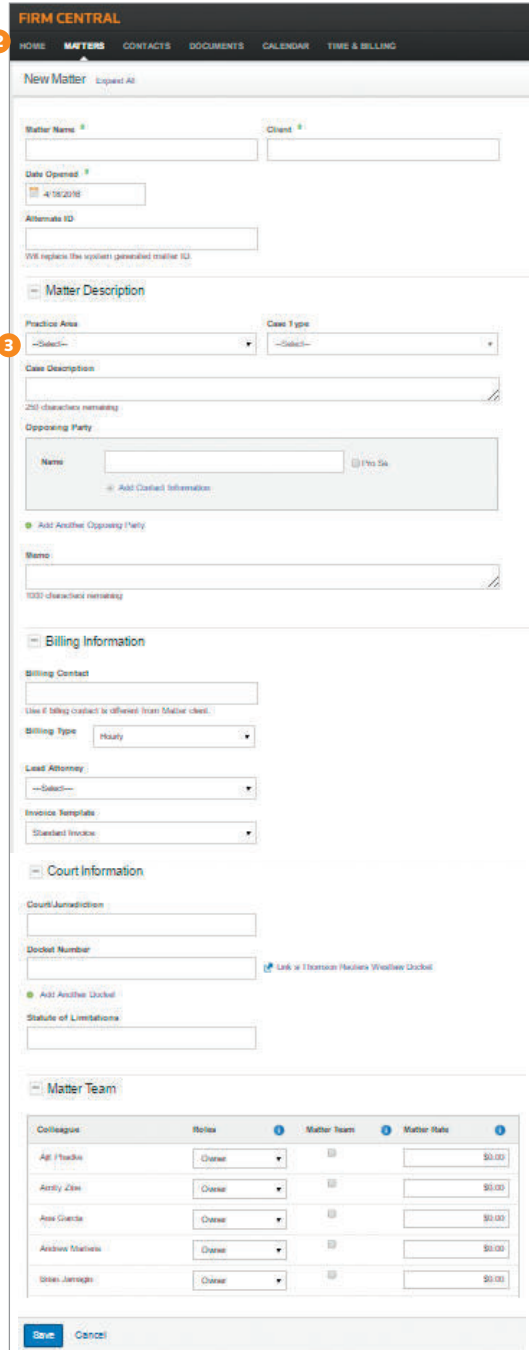 FIRM CENTRAL
HOME MATTERS CONTACTS DOCUMENTS CALENDAR TIME & BILLING
New Matter Expand All
Matter Name * Client *
Date Opened *
4/18/2016
Alternate ID
Will replace the system generated matter ID.
Matter Description
Practice Area Case Type
3 --Select-- --Select--
Case Description
250 characters remaining
Opposing Party
Name Pro Se
Add Contact Information
Add Another Opposing Party
Memo
1000 characters remaining
Billing Information
Billing Contact
Use if billing contact is different from Matter client.
Billing Type Hourly
Lead Attorney
---Select---
Invoice Template
Standard Invoice
Court Information
Court/Jurisdiction
Docket Number
Link a Thomson Reuters Westlaw Docket
Add Another Docket
Statute of Limitations
Matter Team
Colleague Roles Matter Team Matter Rate
Owner $0.00
Owner $0.00
Garcia Owner $0.00
Andrew Owner $0.00
Brian Owner $0.00
Save Cancel